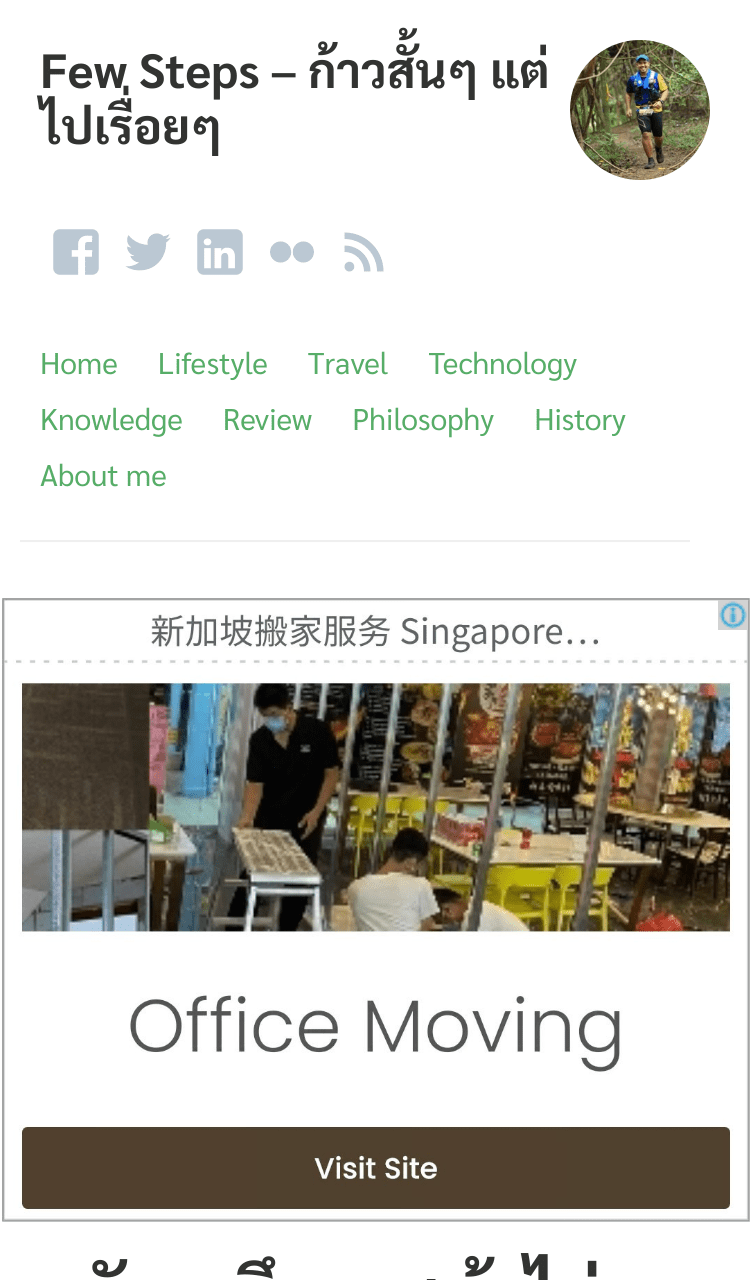 Few Steps – ก้าวสั้นๆ แต่
ไปเรื่อยๆ
Home Lifestyle Travel Technology
Knowledge Review Philosophy History
About me
新加坡搬家服务 Singapore…
Office Moving
Visit Site